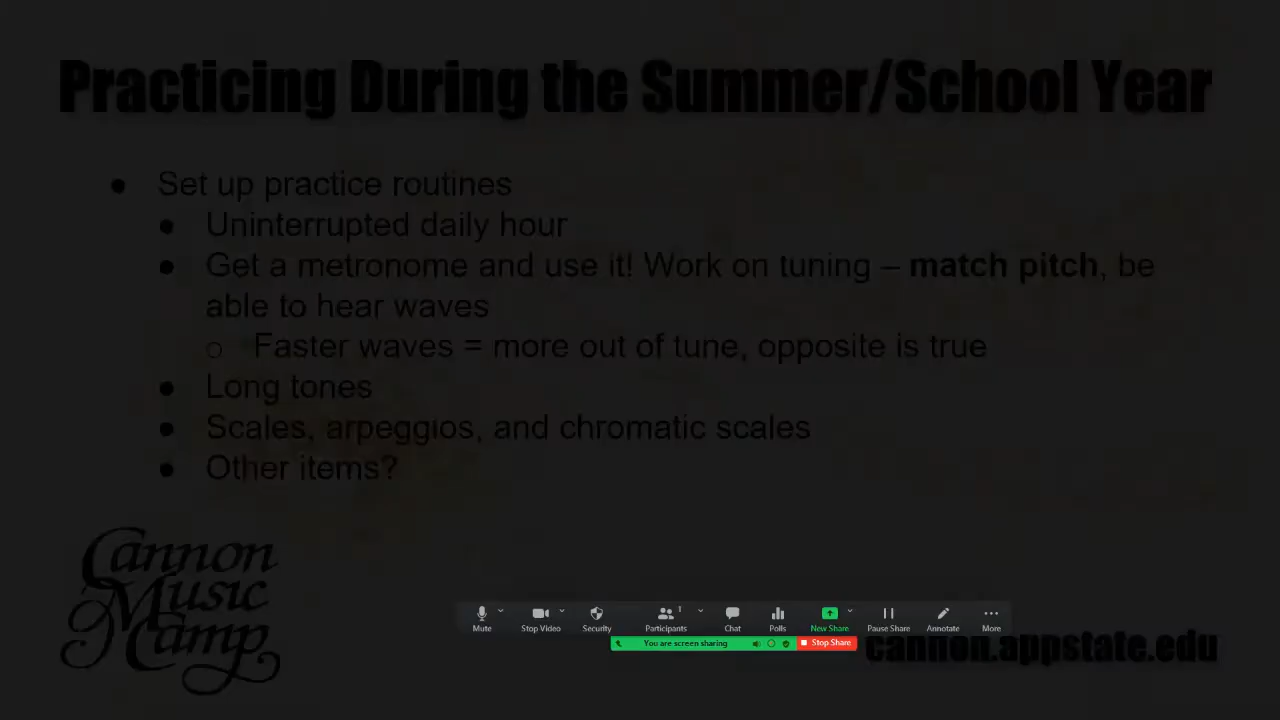 Practicing During the Summer/School Year
● Set up practice routines
● Uninterrupted daily hour
● Get a metronome and use it! Work on tuning – match pitch, be
able to hear waves
○ Faster waves = more out of tune, opposite is true
● Long tones
● Scales, arpeggios, and chromatic scales
● Other items?
Cannon
Music
Camp
1
Mute Stop Video Security Participants Chat Polls New Share Pause Share Annotate More
You are screen sharing Stop Share
cannon.appstate.edu